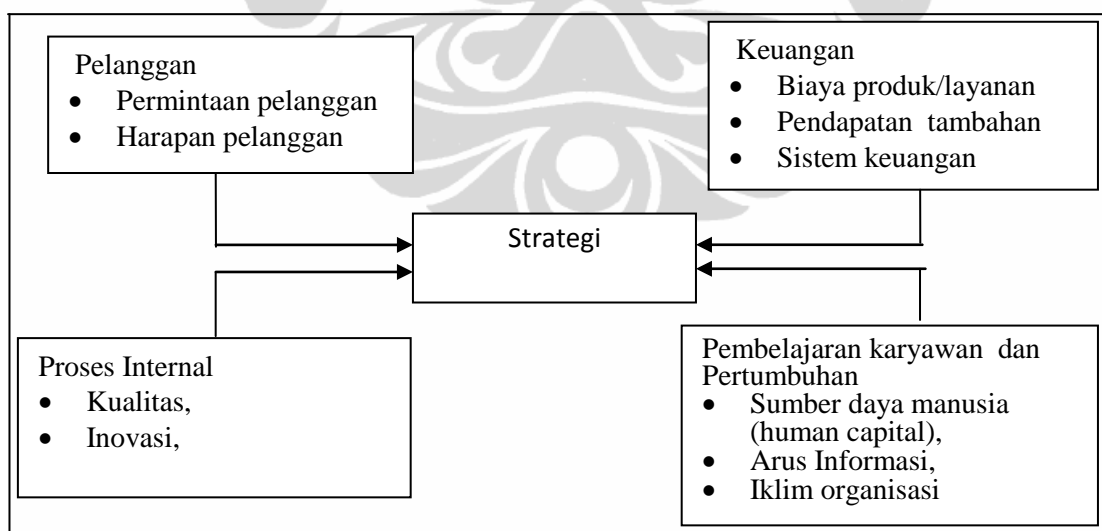 Pelanggan
• Permintaan pelanggan
• Harapan pelanggan
Keuangan
• Biaya produk/layanan
• Pendapatan tambahan
• Sistem keuangan
Strategi
Proses Internal
• Kualitas,
• Inovasi,
Pembelajaran karyawan dan
Pertumbuhan
• Sumber daya manusia
(human capital),
• Arus Informasi,
• Iklim organisasi